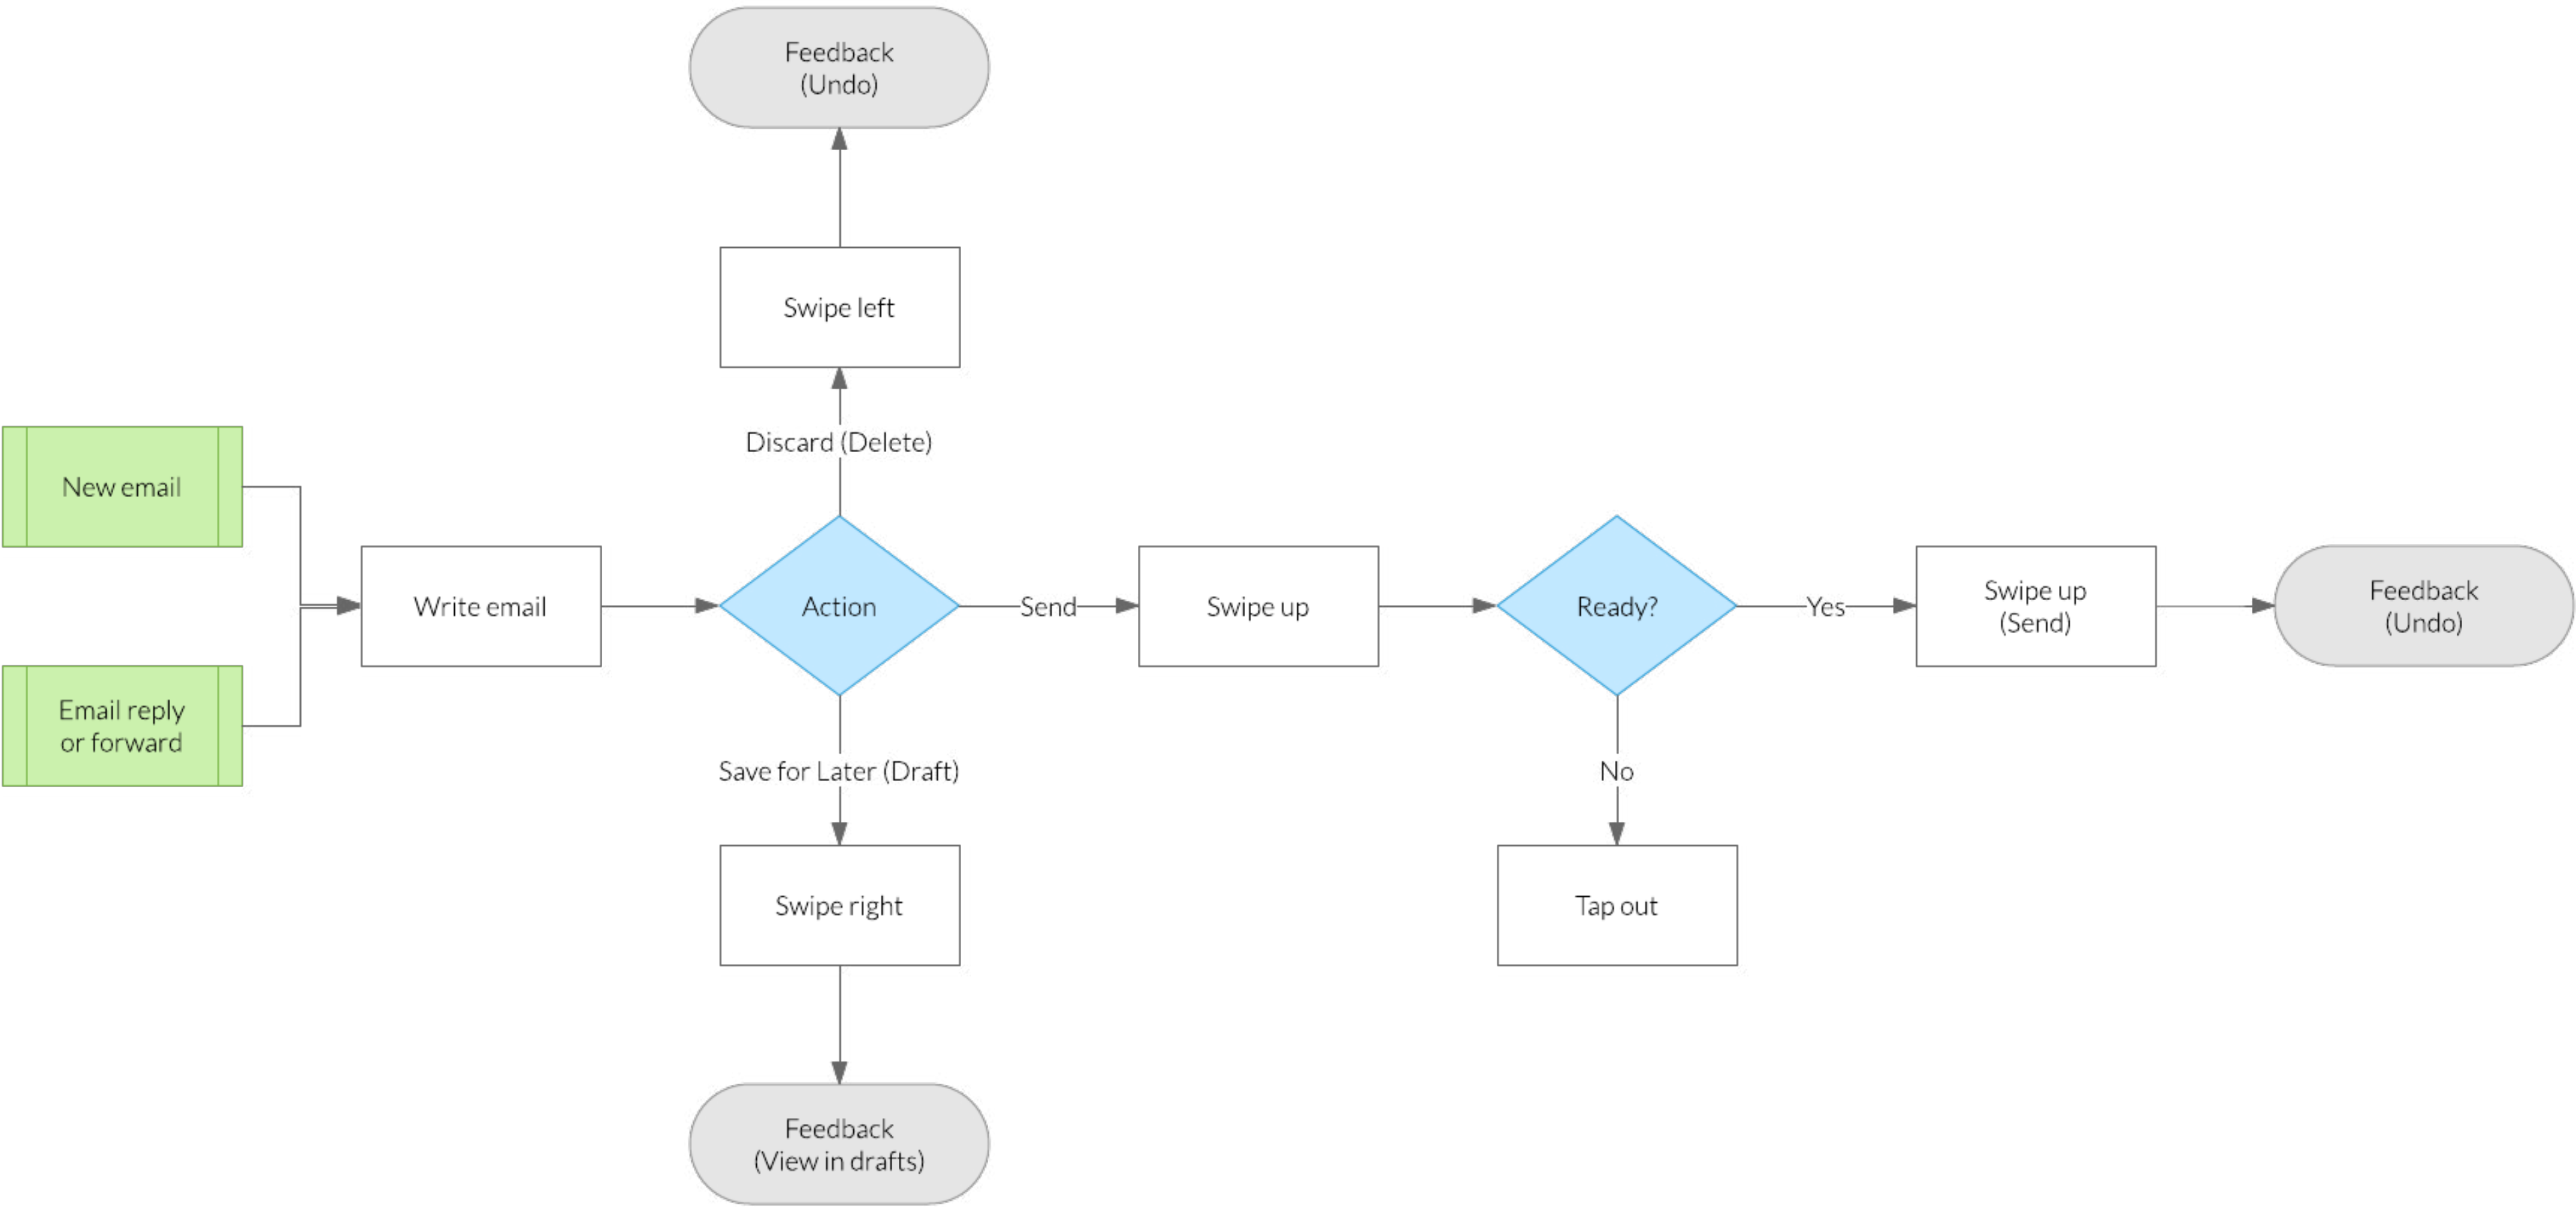 Feedback
(Undo)
Swipe left
Discard (Delete)
New email
Email reply
or forward
Write email
Action
Send
Swipe up
Ready?
Yes
Swipe up
(Send)
Feedback
(Undo)
Save for Later (Draft)
No
Swipe right
Tap out
Feedback
(View in drafts)